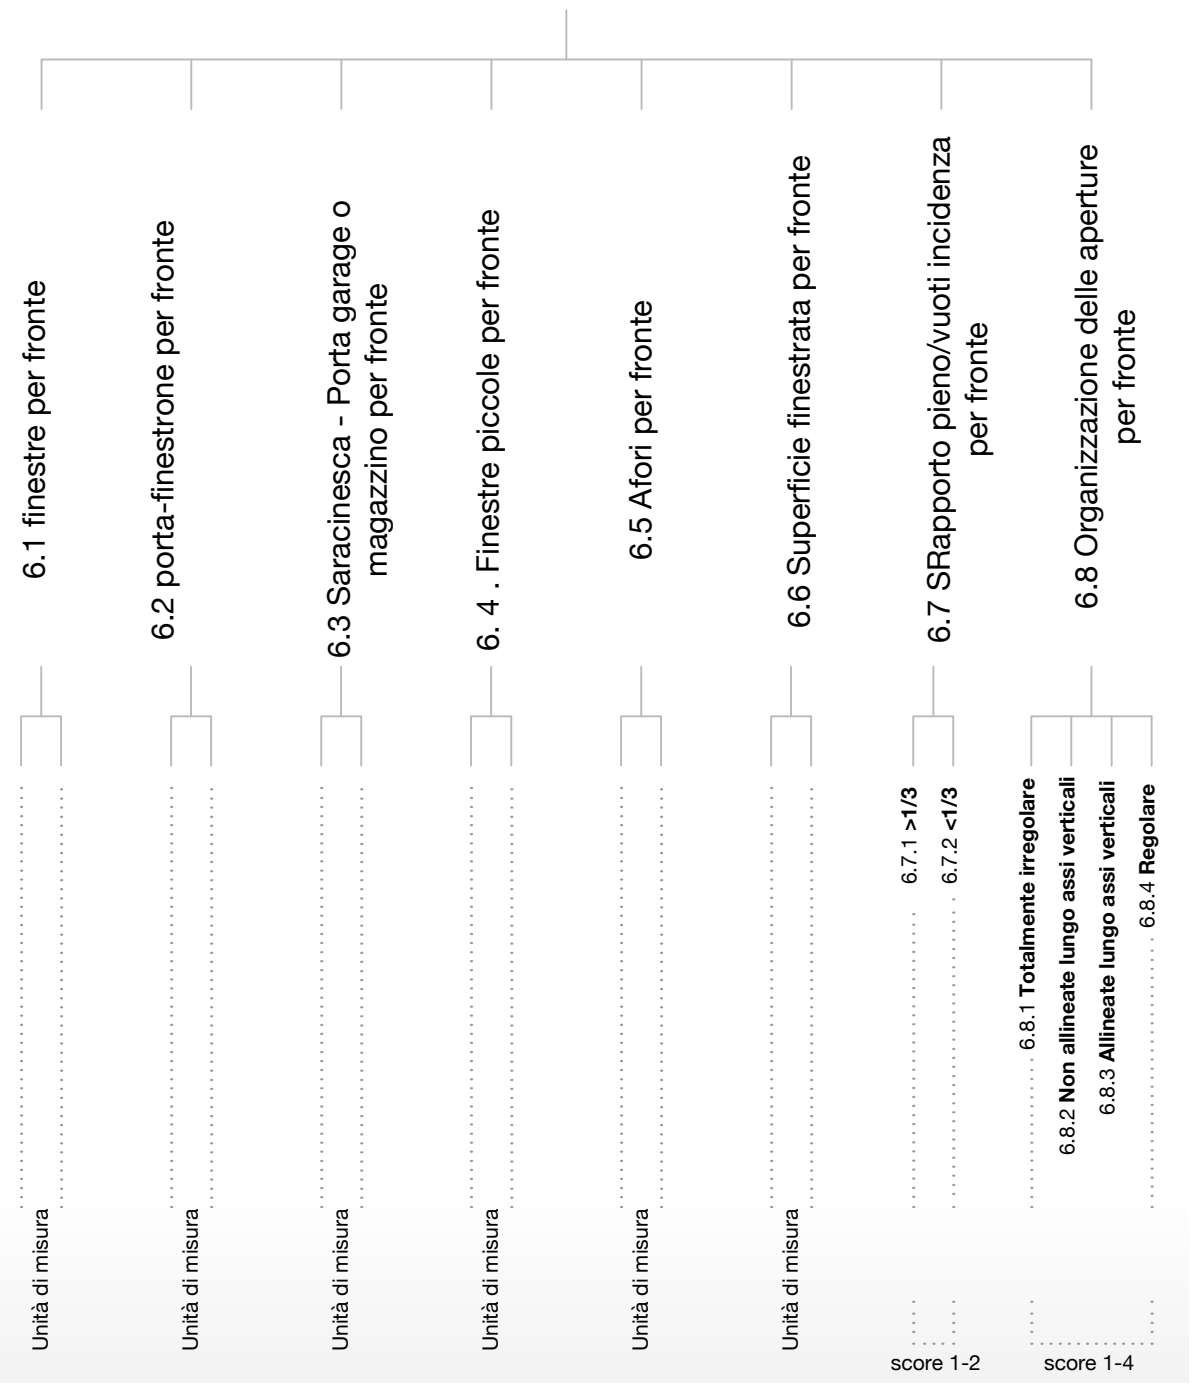 6.1 finestre per fronte
6.2 porta-finestrone per fronte
6.3 Saracinesca - Porta garage o
magazzino per fronte
6. 4 . Finestre piccole per fronte
6.5 Afori per fronte
6.6 Superficie finestrata per fronte
6.7 SRapporto pieno/vuoti incidenza
per fronte
6.8 Organizzazione delle aperture
per fronte
6.7.1 >1/3
6.7.2 <1/3
6.8.1 Totalmente irregolare
6.8.2 Non allineate lungo assi verticali
6.8.3 Allineate lungo assi verticali
6.8.4 Regolare
Unità di misura
Unità di misura
Unità di misura
Unità di misura
Unità di misura
Unità di misura
score 1-2
score 1-4